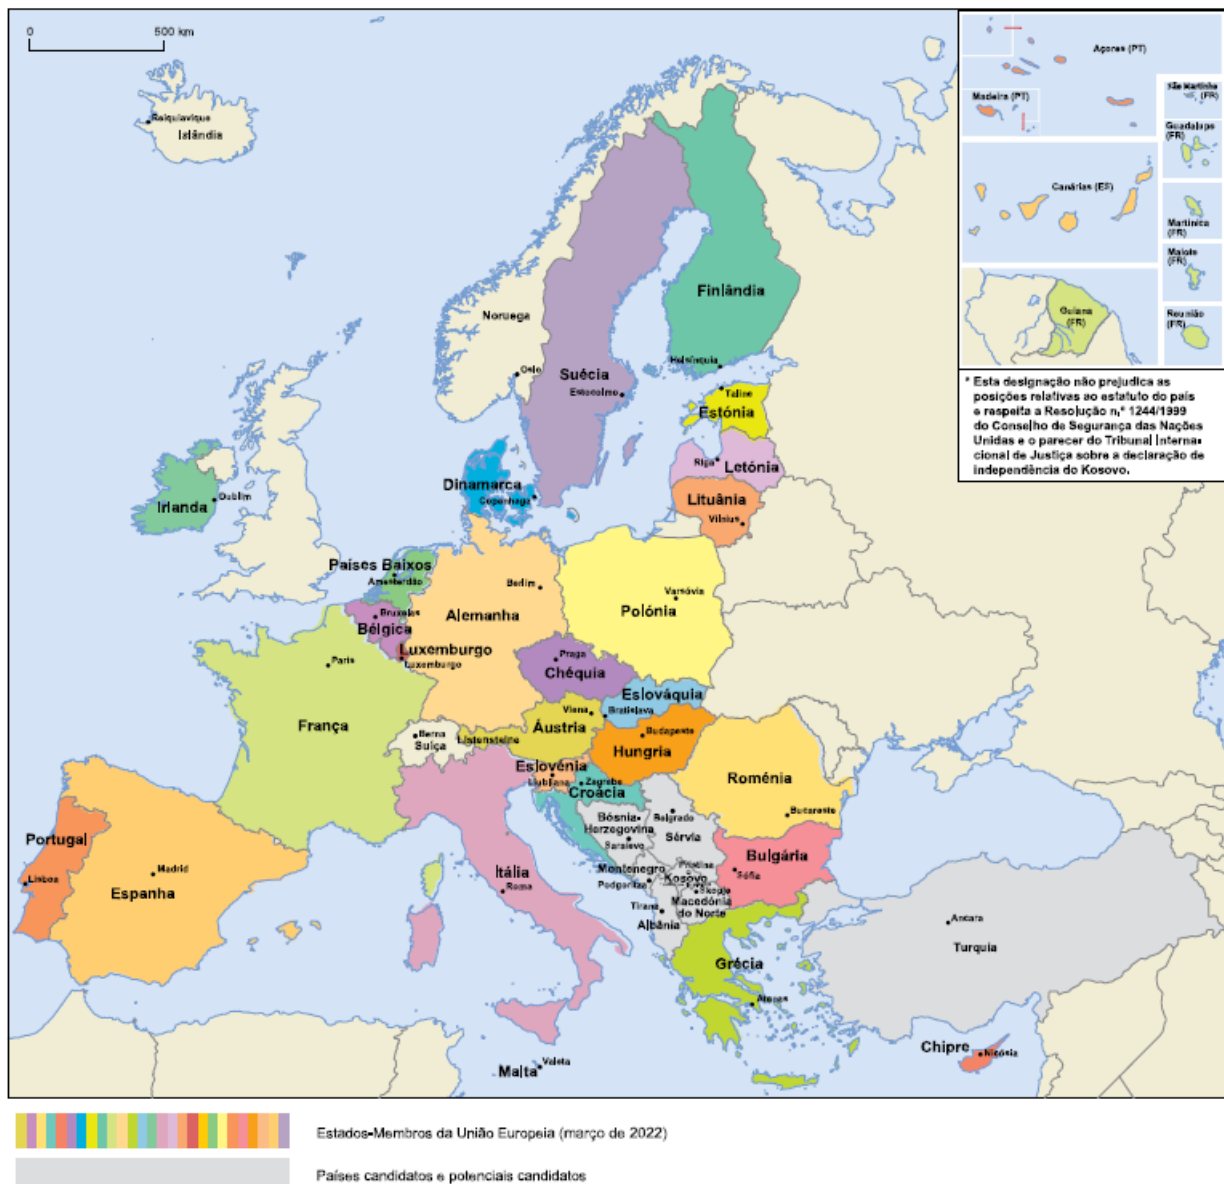 0
500 km
Reiquiavique
Islândia
Açores (PT)
Madeira (PT)
São Martinho
(FR)
Guadalupe
(FR)
Canárias (ES)
Martinica
(FR)
Maiote
(FR)
Guiana
(FR)
Reunião
(FR)
* Esta designação não prejudica as
posições relativas ao estatuto do país
e respeita a Resolução n.° 1244/1999
do Conselho de Segurança das Nações
Unidas e o parecer do Tribunal Interna-
cional de Justiça sobre a declaração de
independência do Kosovo.
Finlândia
Helsínquia
Noruega
Oslo
Suécia
Estocolmo
Taline
Estónia
Riga
Letónia
Lituânia
Vilnius
Dinamarca
Copenhaga
Dublim
Irlanda
Países Baixos
Amesterdão
Berlim
Alemanha
Varsóvia
Polónia
Bruxelas
Bélgica
Luxemburgo
Luxemburgo
Paris
França
Praga
Chéquia
Eslováquia
Bratislava
Viena
Áustria
Listenstaine
Berna
Suíça
Budapeste
Hungria
Eslovénia
Liubliana
Zagrebe
Croácia
Roménia
Bucareste
Bósnia-
Herzegovina
Saraievo
Belgrado
Sérvia
Montenegro
Podgoritza
Pristina
Kosovo
Skopje
Macedónia
do Norte
Tirana
Albânia
Bulgária
Sófia
Portugal
Lisboa
Madrid
Espanha
Itália
Roma
Grécia
Atenas
Ancara
Turquia
Chipre
Nicósia
Malta
Valeta
Estados-Membros da União Europeia (março de 2022)
Países candidatos e potenciais candidatos